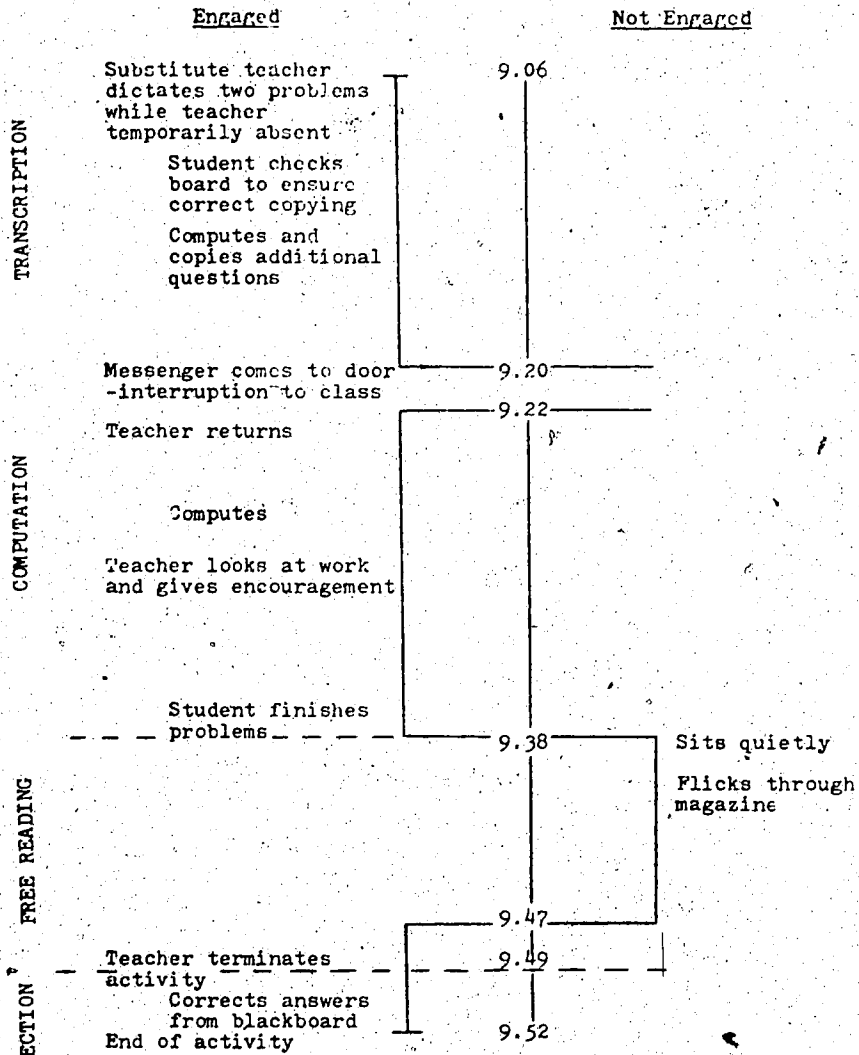 Engaged Not Engaged
Substitute teacher 9.06
dictates two problems
while teacher
temporarily absent
TRANSCRIPTION
Student checks
board to ensure
correct copying
Computes and
copies additional
questions
Messenger comes to door 9.20
-interruption to class
9.22
Teacher returns
COMPUTATION
Computes
Teacher looks at work
and gives encouragement
Student finishes
problems
9.38 Sits quietly
Flicks through
magazine
FREE READING
9.47
Teacher terminates 9.49
activity
Corrects answers
from blackboard
ECTION
End of activity 9.52